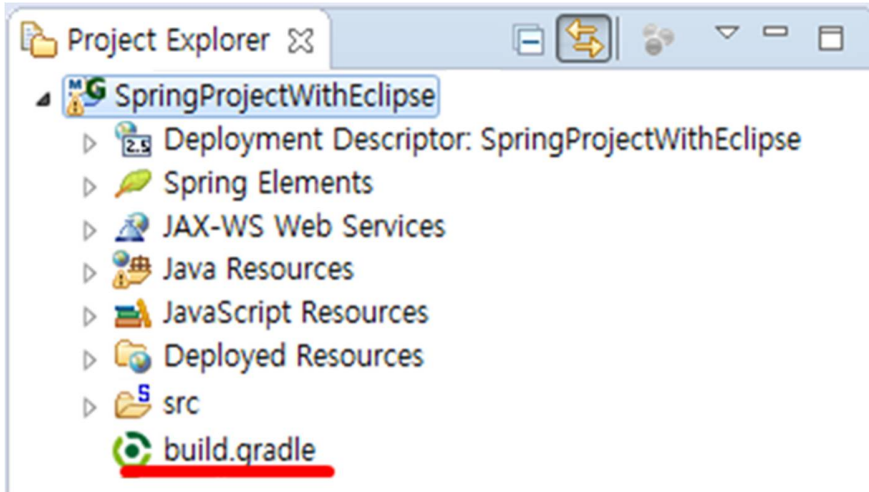 Project Explorer
SpringProjectWithEclipse
Deployment Descriptor: SpringProjectWithEclipse
Spring Elements
JAX-WS Web Services
Java Resources
JavaScript Resources
Deployed Resources
src
build.gradle